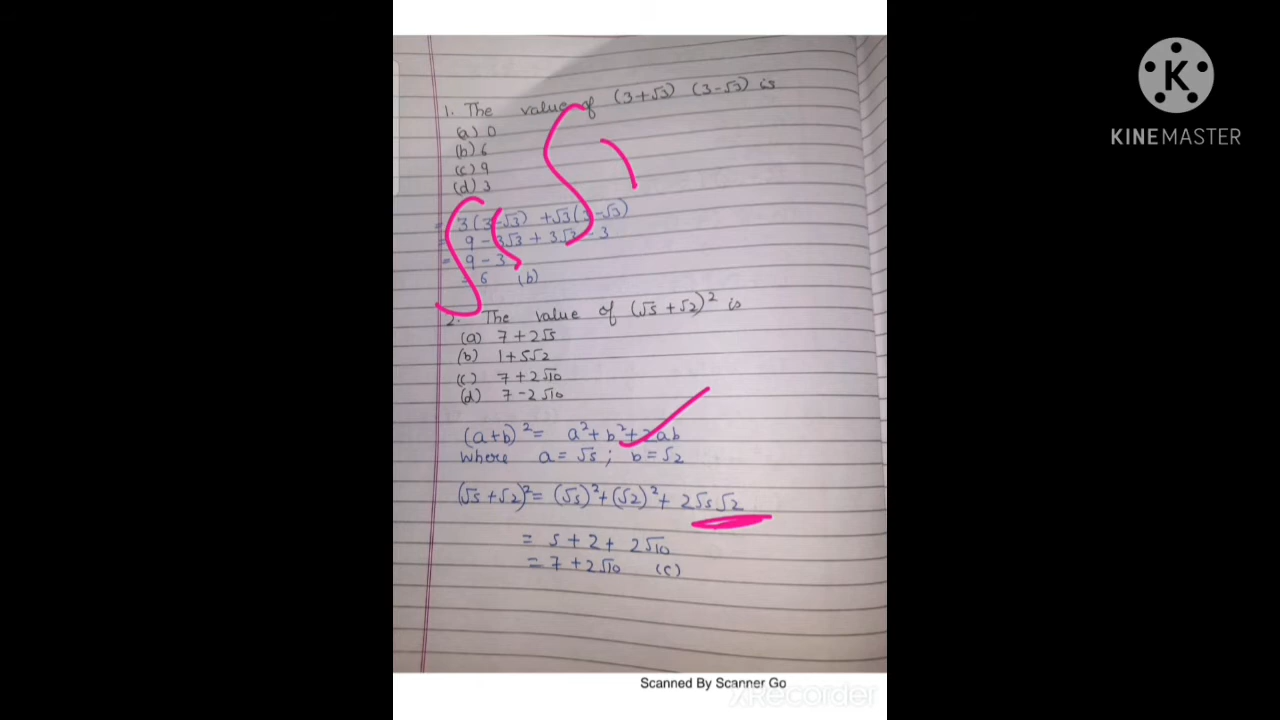 1. The value of (3+√3) (3-√3) is
(a) 0
(b) 6
(c) 9
(d) 3
= 3(3-√3) +√3(3-√3)
= 9 - 3√3 + 3√3 - 3
= 9 - 3
= 6 (b)
2. The value of (√5 + √2)² is
(a) 7 + 2√5
(b) 1 + 5√2
(c) 7 + 2√10
(d) 7 - 2√10
(a+b)² = a² + b² + 2ab
where a = √5 ; b = √2
(√5 + √2)² = (√5)² + (√2)² + 2√5√2
= 5 + 2 + 2√10
= 7 + 2√10 (c)
Scanned By Scanner Go
XRecorder
KINEMASTER